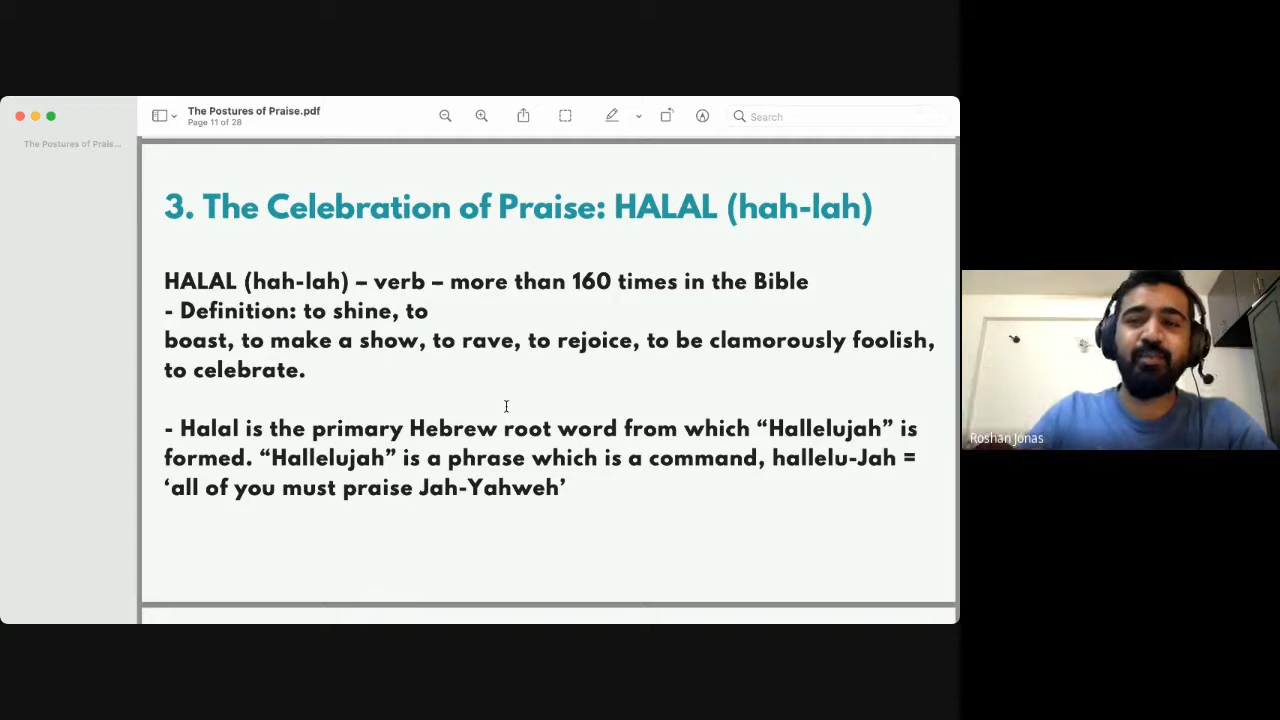 The Postures of Praise.pdf
Page 11 of 28
Search
The Postures of Prais...
3. The Celebration of Praise: HALAL (hah-lah)
HALAL (hah-lah) – verb – more than 160 times in the Bible
- Definition: to shine, to
boast, to make a show, to rave, to rejoice, to be clamorously foolish,
to celebrate.
- Halal is the primary Hebrew root word from which “Hallelujah” is
formed. “Hallelujah” is a phrase which is a command, hallelu-Jah =
‘all of you must praise Jah-Yahweh’
Roshan Jonas